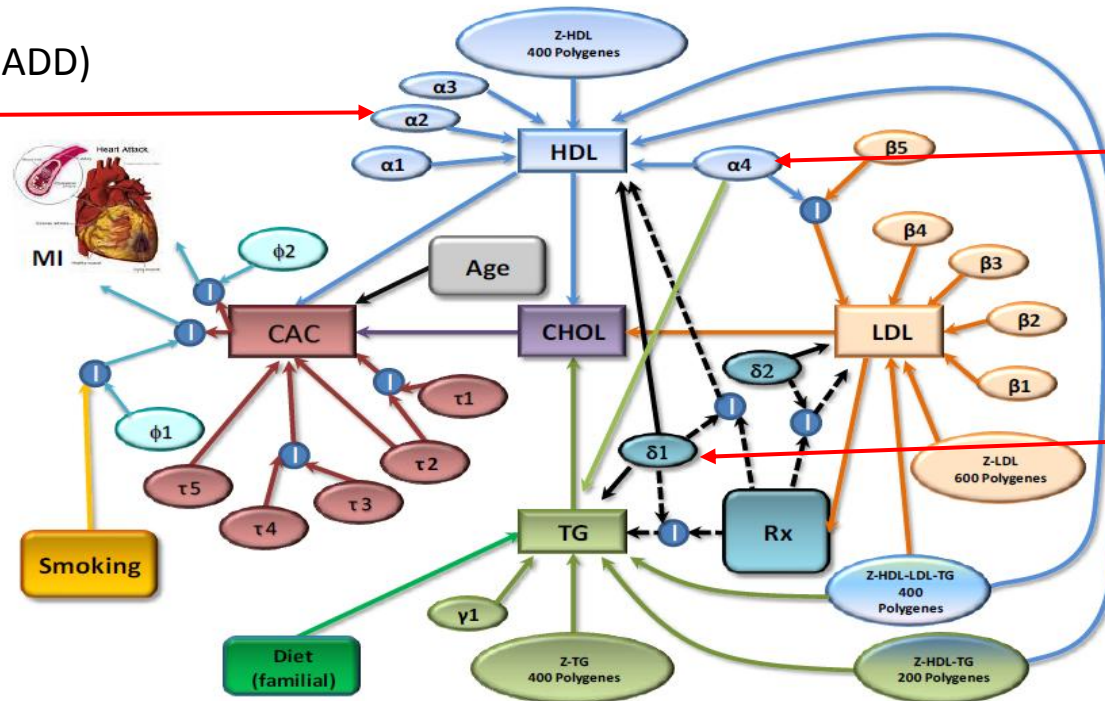 ADD)
Z-HDL
400 Polygenes
α3
α2
α1
HDL
α4
β5
I
β4
β3
β2
β1
LDL
Heart Attack
MI
ϕ2
I
I
I
ϕ1
Age
CAC
CHOL
δ2
I
I
I
τ1
τ2
I
τ3
τ4
τ5
δ1
I
Rx
TG
Z-LDL
600 Polygenes
Smoking
Diet
(familial)
γ1
Z-TG
400 Polygenes
Z-HDL-LDL-TG
400
Polygenes
Z-HDL-TG
200 Polygenes